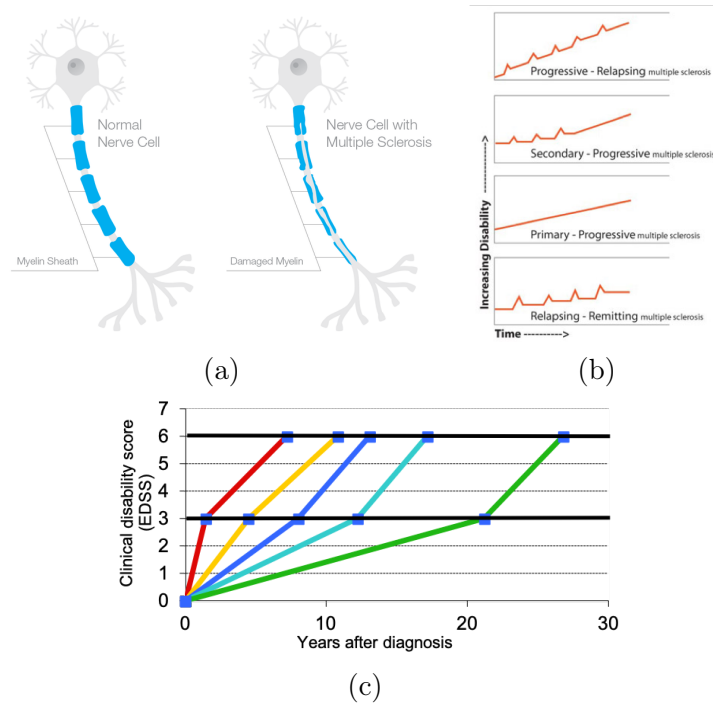 Normal
Nerve Cell
Myelin Sheath
Nerve Cell with
Multiple Sclerosis
Damaged Myelin
(a)
Increasing Disability ---------->
Progressive - Relapsing multiple sclerosis
Secondary - Progressive multiple sclerosis
Primary - Progressive multiple sclerosis
Relapsing - Remitting multiple sclerosis
Time ---------->
(b)
Clinical disability score
(EDSS)
7
6
5
4
3
2
1
0
0 10 20 30
Years after diagnosis
(c)